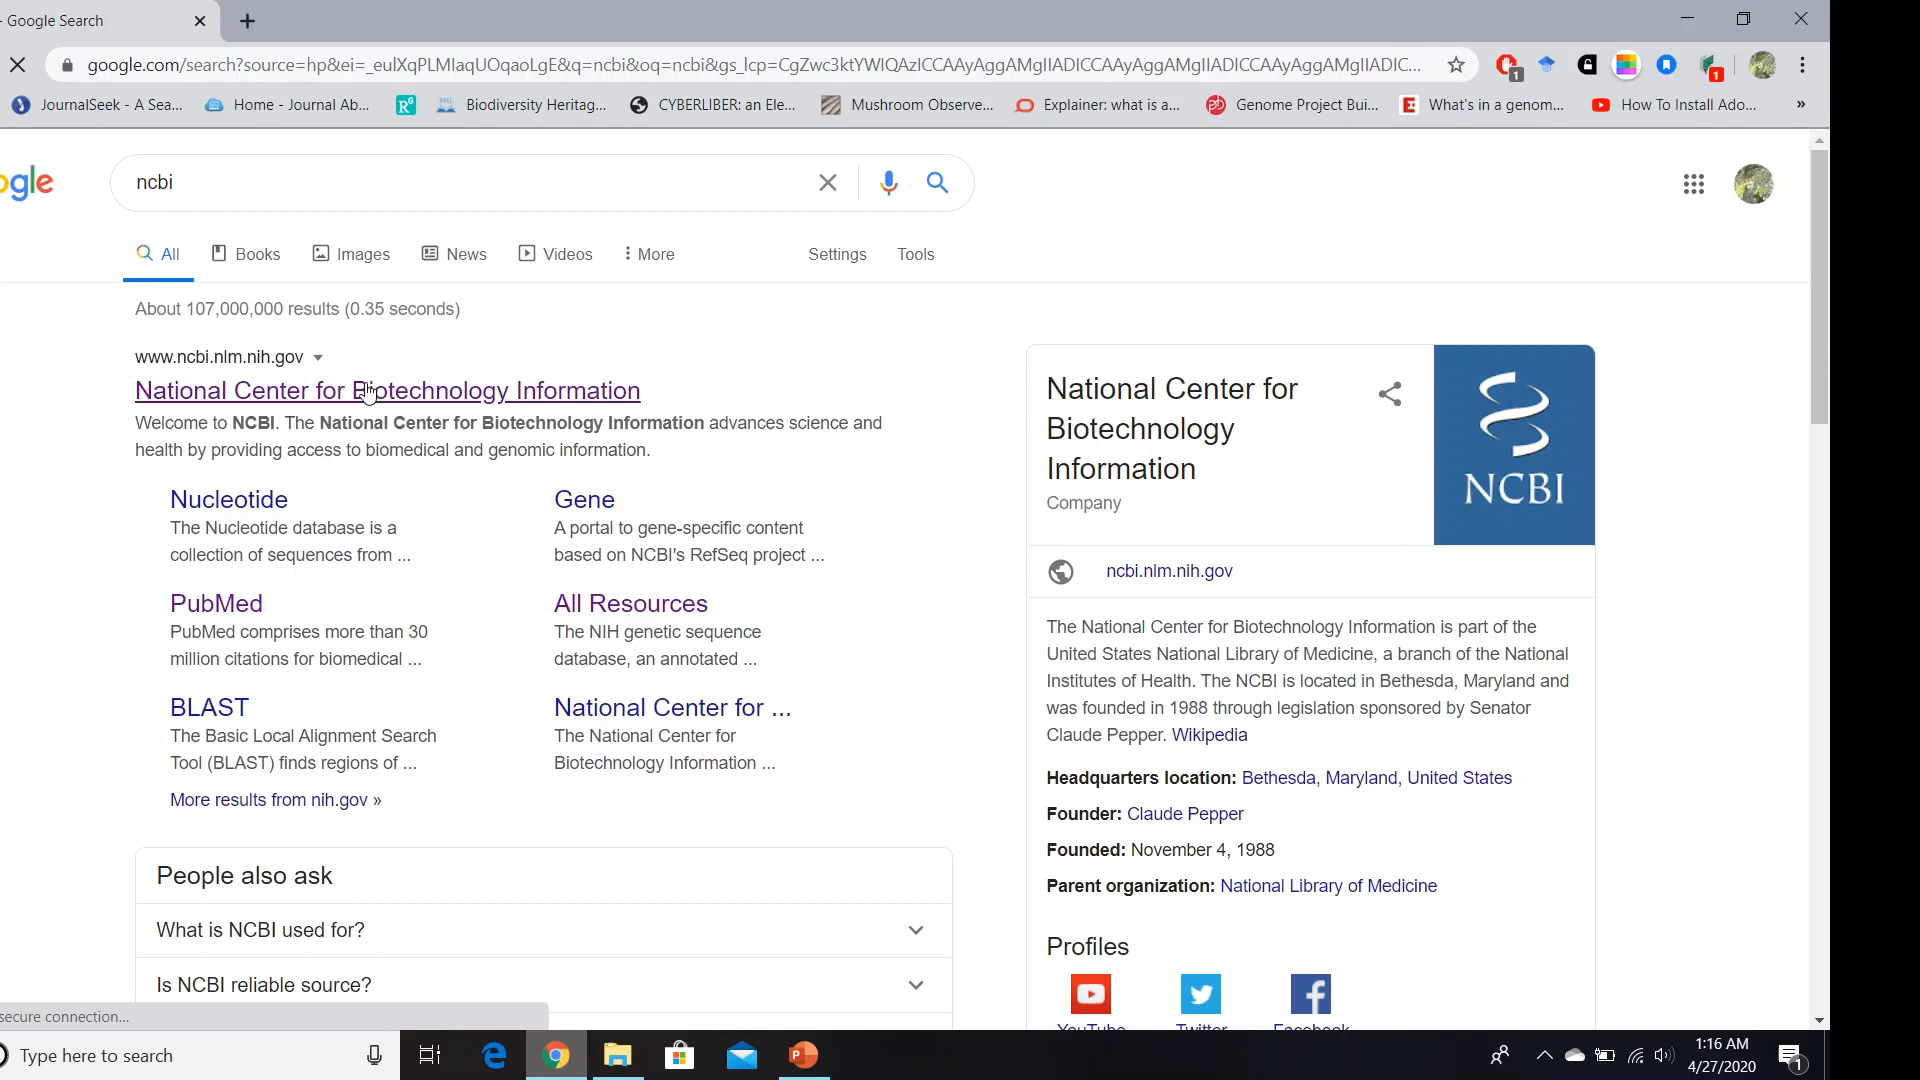 - Google Search
google.com/search?source=hp&ei=_eulXqPLMIaqUOqaoLgE&q=ncbi&oq=ncbi&gs_lcp=CgZwc3ktYWIQAzICCAAyAggAMgIIADICCAAyAggAMgIIADICCAAyAggAMgIIADIC...
1
1
JournalSeek - A Sea...
Home - Journal Ab...
Biodiversity Heritag...
CYBERLIBER: an Ele...
Mushroom Observe...
Explainer: what is a...
Genome Project Bui...
What's in a genom...
How To Install Ado...
»
ogle
ncbi
All
Books
Images
News
Videos
More
Settings
Tools
About 107,000,000 results (0.35 seconds)
www.ncbi.nlm.nih.gov
National Center for Biotechnology Information
Welcome to NCBI. The National Center for Biotechnology Information advances science and
health by providing access to biomedical and genomic information.
Nucleotide
The Nucleotide database is a
collection of sequences from ...
Gene
A portal to gene-specific content
based on NCBI's RefSeq project ...
PubMed
PubMed comprises more than 30
million citations for biomedical ...
All Resources
The NIH genetic sequence
database, an annotated ...
BLAST
The Basic Local Alignment Search
Tool (BLAST) finds regions of ...
National Center for ...
The National Center for
Biotechnology Information ...
More results from nih.gov »
People also ask
What is NCBI used for?
Is NCBI reliable source?
National Center for
Biotechnology
Information
Company
NCBI
ncbi.nlm.nih.gov
The National Center for Biotechnology Information is part of the
United States National Library of Medicine, a branch of the National
Institutes of Health. The NCBI is located in Bethesda, Maryland and
was founded in 1988 through legislation sponsored by Senator
Claude Pepper. Wikipedia
Headquarters location: Bethesda, Maryland, United States
Founder: Claude Pepper
Founded: November 4, 1988
Parent organization: National Library of Medicine
Profiles
YouTube
Twitter
Facebook
secure connection...
Type here to search
1:16 AM
4/27/2020
1